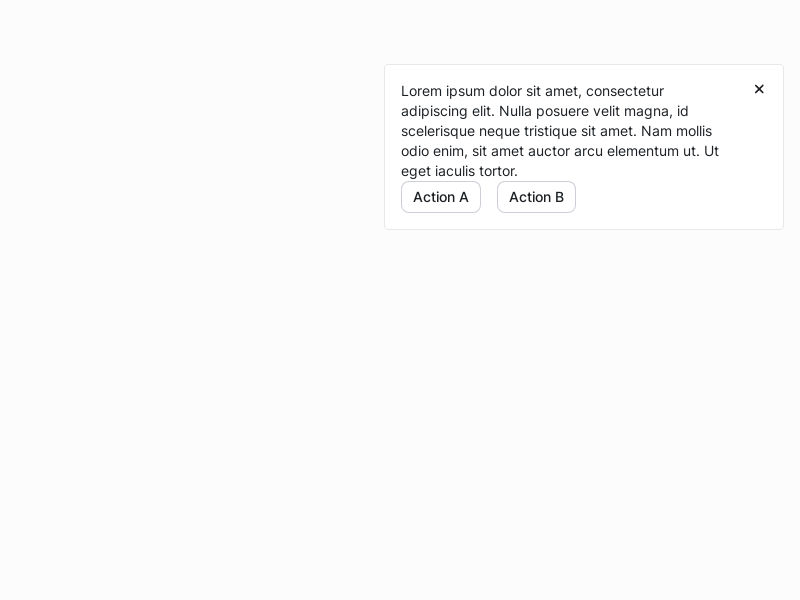 Lorem ipsum dolor sit amet, consectetur
adipiscing elit. Nulla posuere velit magna, id
scelerisque neque tristique sit amet. Nam mollis
odio enim, sit amet auctor arcu elementum ut. Ut
eget iaculis tortor.
Action A Action B